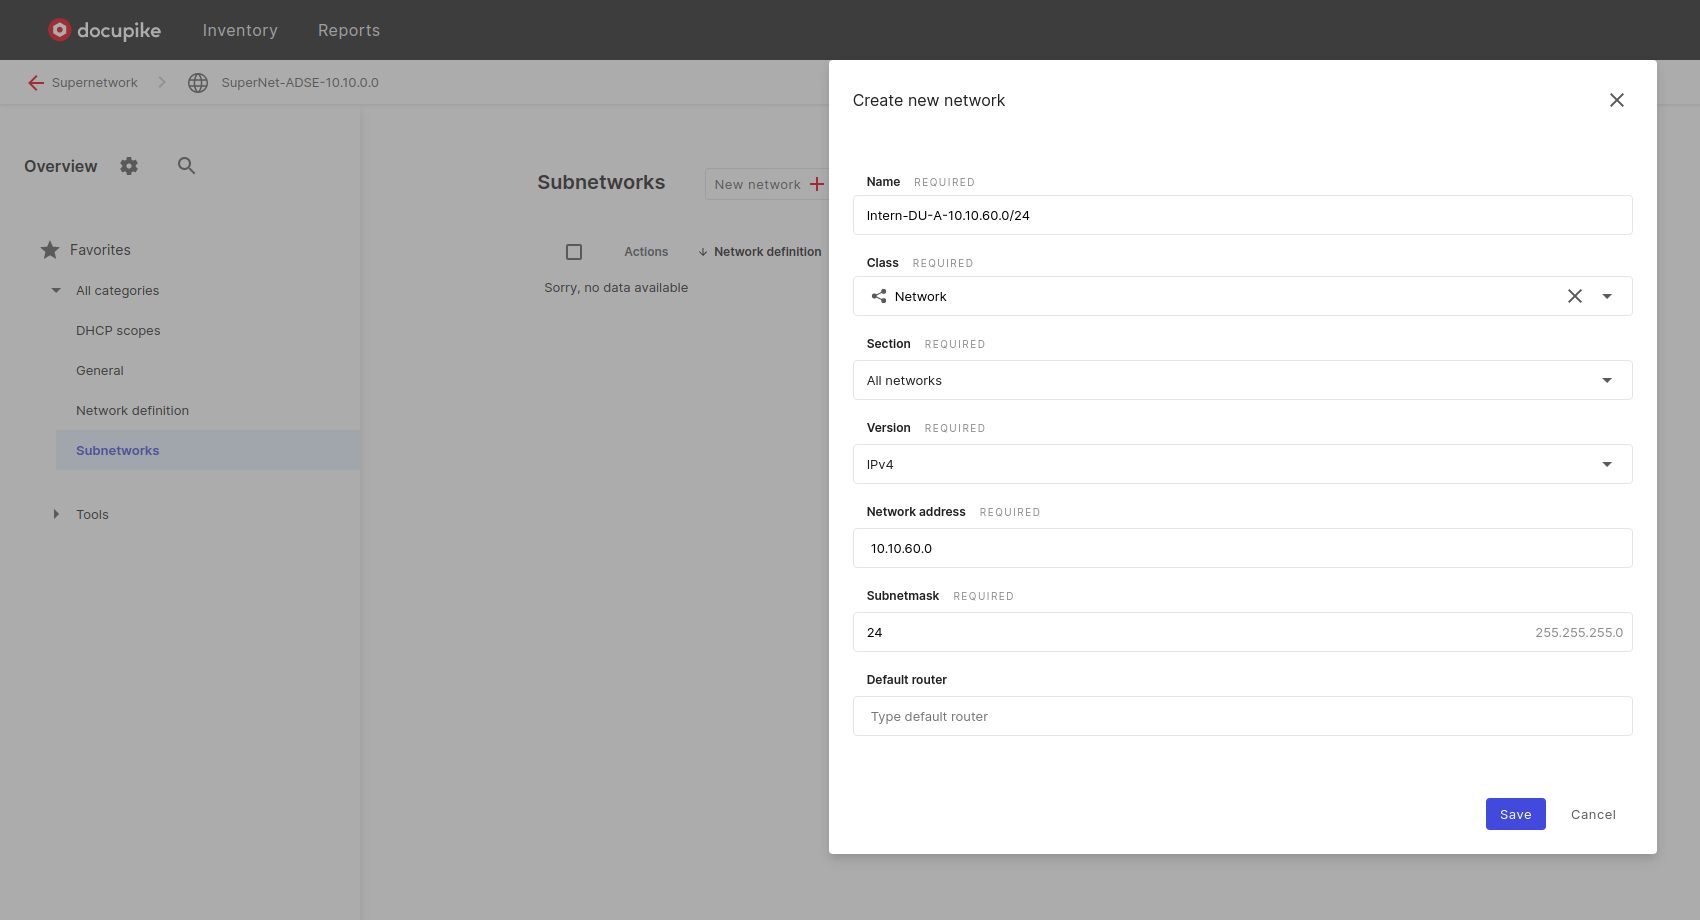 docupike
Inventory
Reports
Supernetwork
SuperNet-ADSE-10.10.0.0
Overview
Favorites
All categories
DHCP scopes
General
Network definition
Subnetworks
Tools
Subnetworks
New network
Actions
Network definition
Sorry, no data available
Create new network
Name REQUIRED
Intern-DU-A-10.10.60.0/24
Class REQUIRED
Network
Section REQUIRED
All networks
Version REQUIRED
IPv4
Network address REQUIRED
10.10.60.0
Subnetmask REQUIRED
24 255.255.255.0
Default router
Type default router
Save Cancel